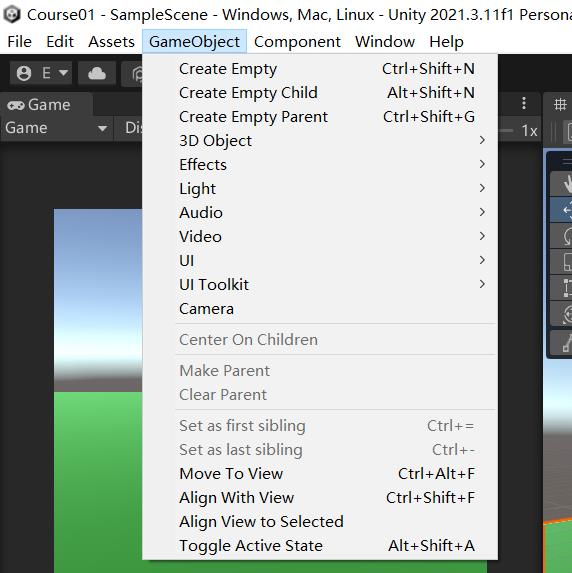 Course01 - SampleScene - Windows, Mac, Linux - Unity 2021.3.11f1 Persona
File Edit Assets GameObject Component Window Help
E
Game
Game
Dis
1x
Create Empty Ctrl+Shift+N
Create Empty Child Alt+Shift+N
Create Empty Parent Ctrl+Shift+G
3D Object
Effects
Light
Audio
Video
UI
UI Toolkit
Camera
Center On Children
Make Parent
Clear Parent
Set as first sibling Ctrl+=
Set as last sibling Ctrl+-
Move To View Ctrl+Alt+F
Align With View Ctrl+Shift+F
Align View to Selected
Toggle Active State Alt+Shift+A